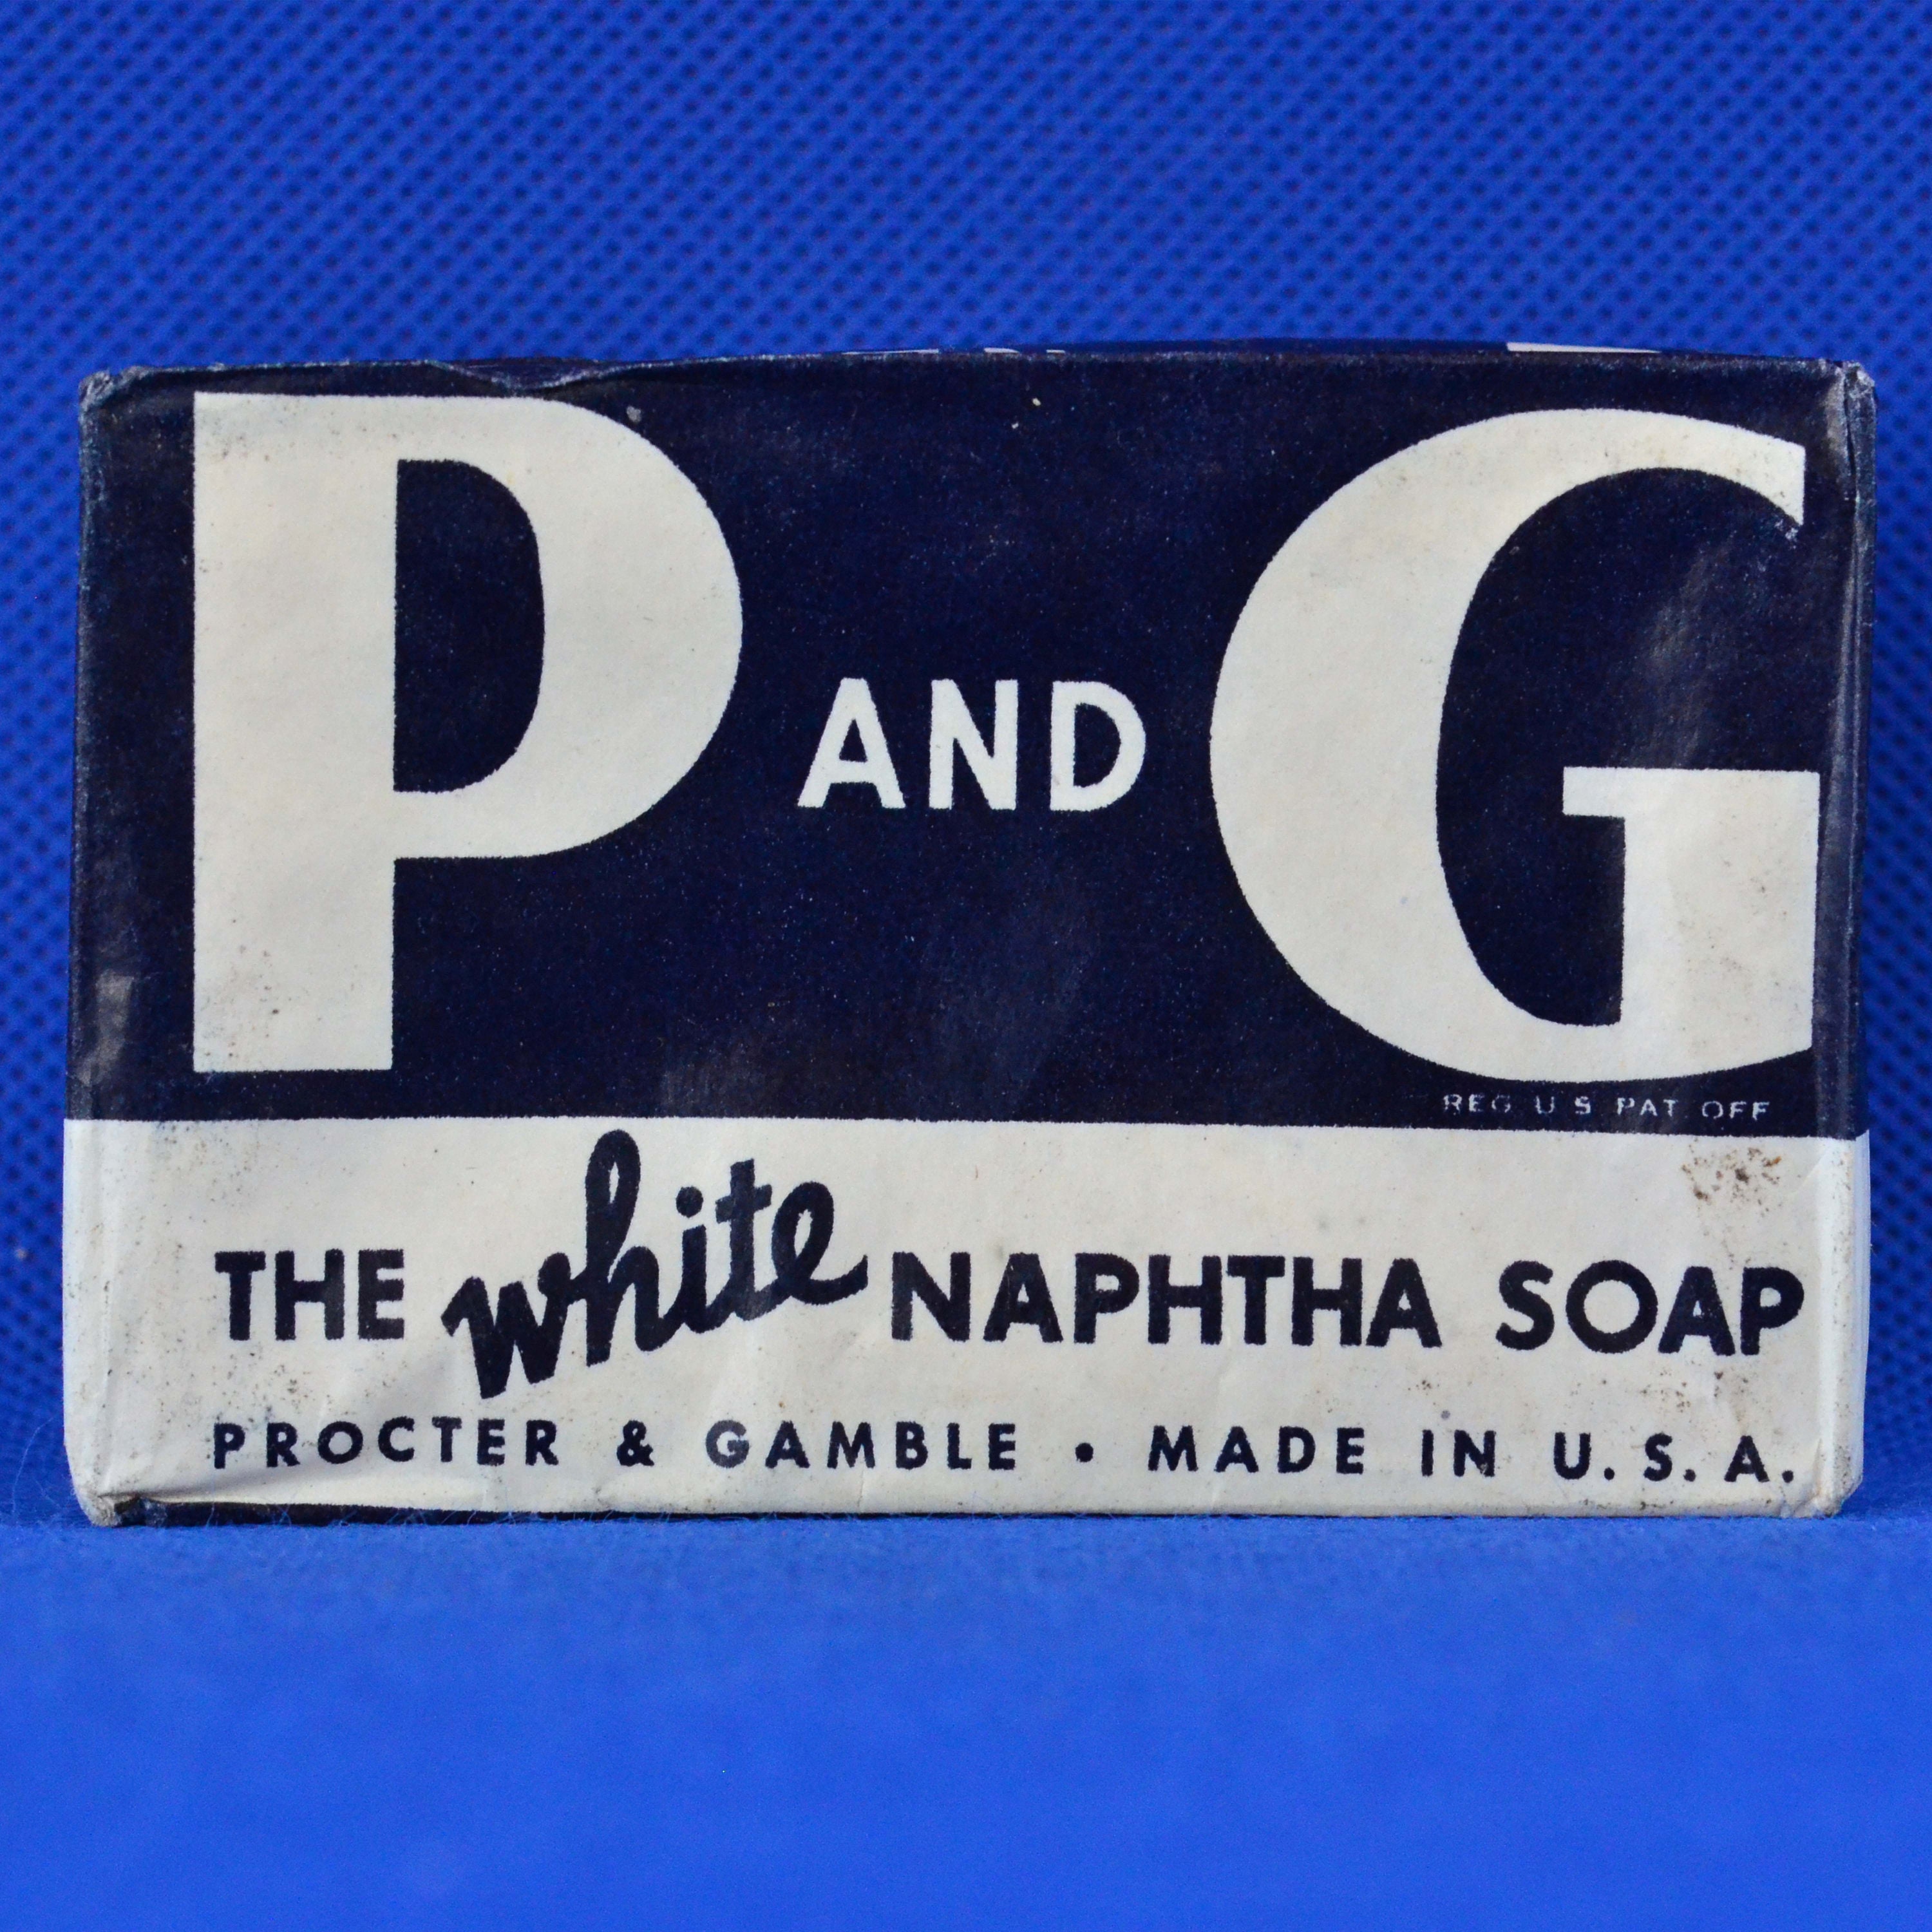 P AND G
REG U S PAT OFF
THE white NAPHTHA SOAP
PROCTER & GAMBLE • MADE IN U.S.A.